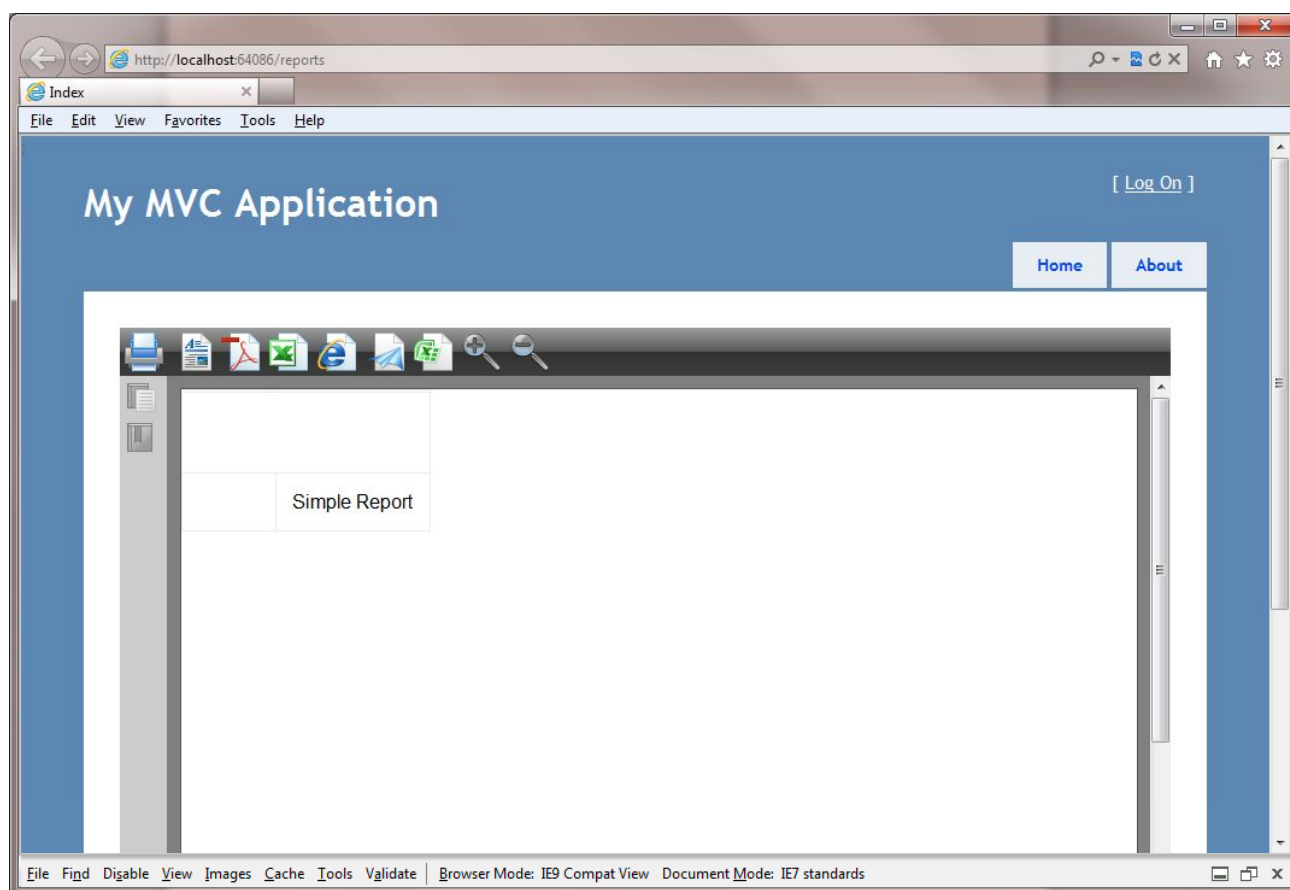 http://localhost:64086/reports
Index
File Edit View Favorites Tools Help
[ Log On ]
My MVC Application
Home About
Simple Report
File Find Disable View Images Cache Tools Validate Browser Mode: IE9 Compat View Document Mode: IE7 standards